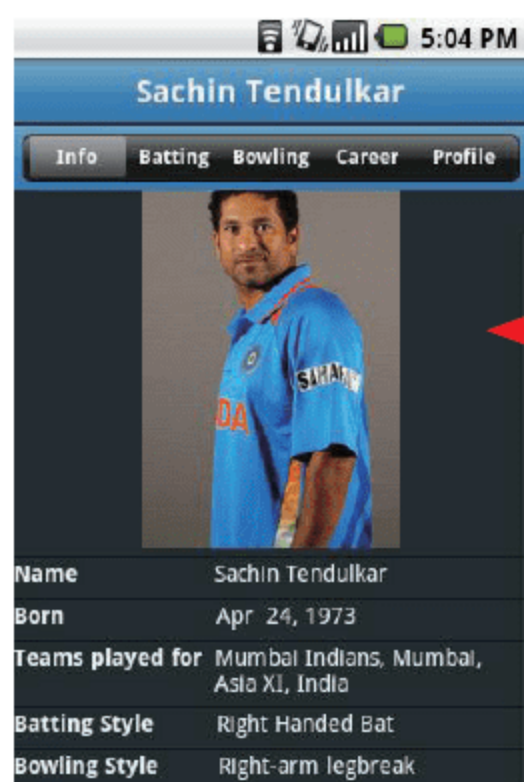 5:04 PM
Sachin Tendulkar
Info Batting Bowling Career Profile
SAHARA
DA
Name Sachin Tendulkar
Born Apr 24, 1973
Teams played for Mumbai Indians, Mumbai,
Asia XI, India
Batting Style Right Handed Bat
Bowling Style Right-arm legbreak